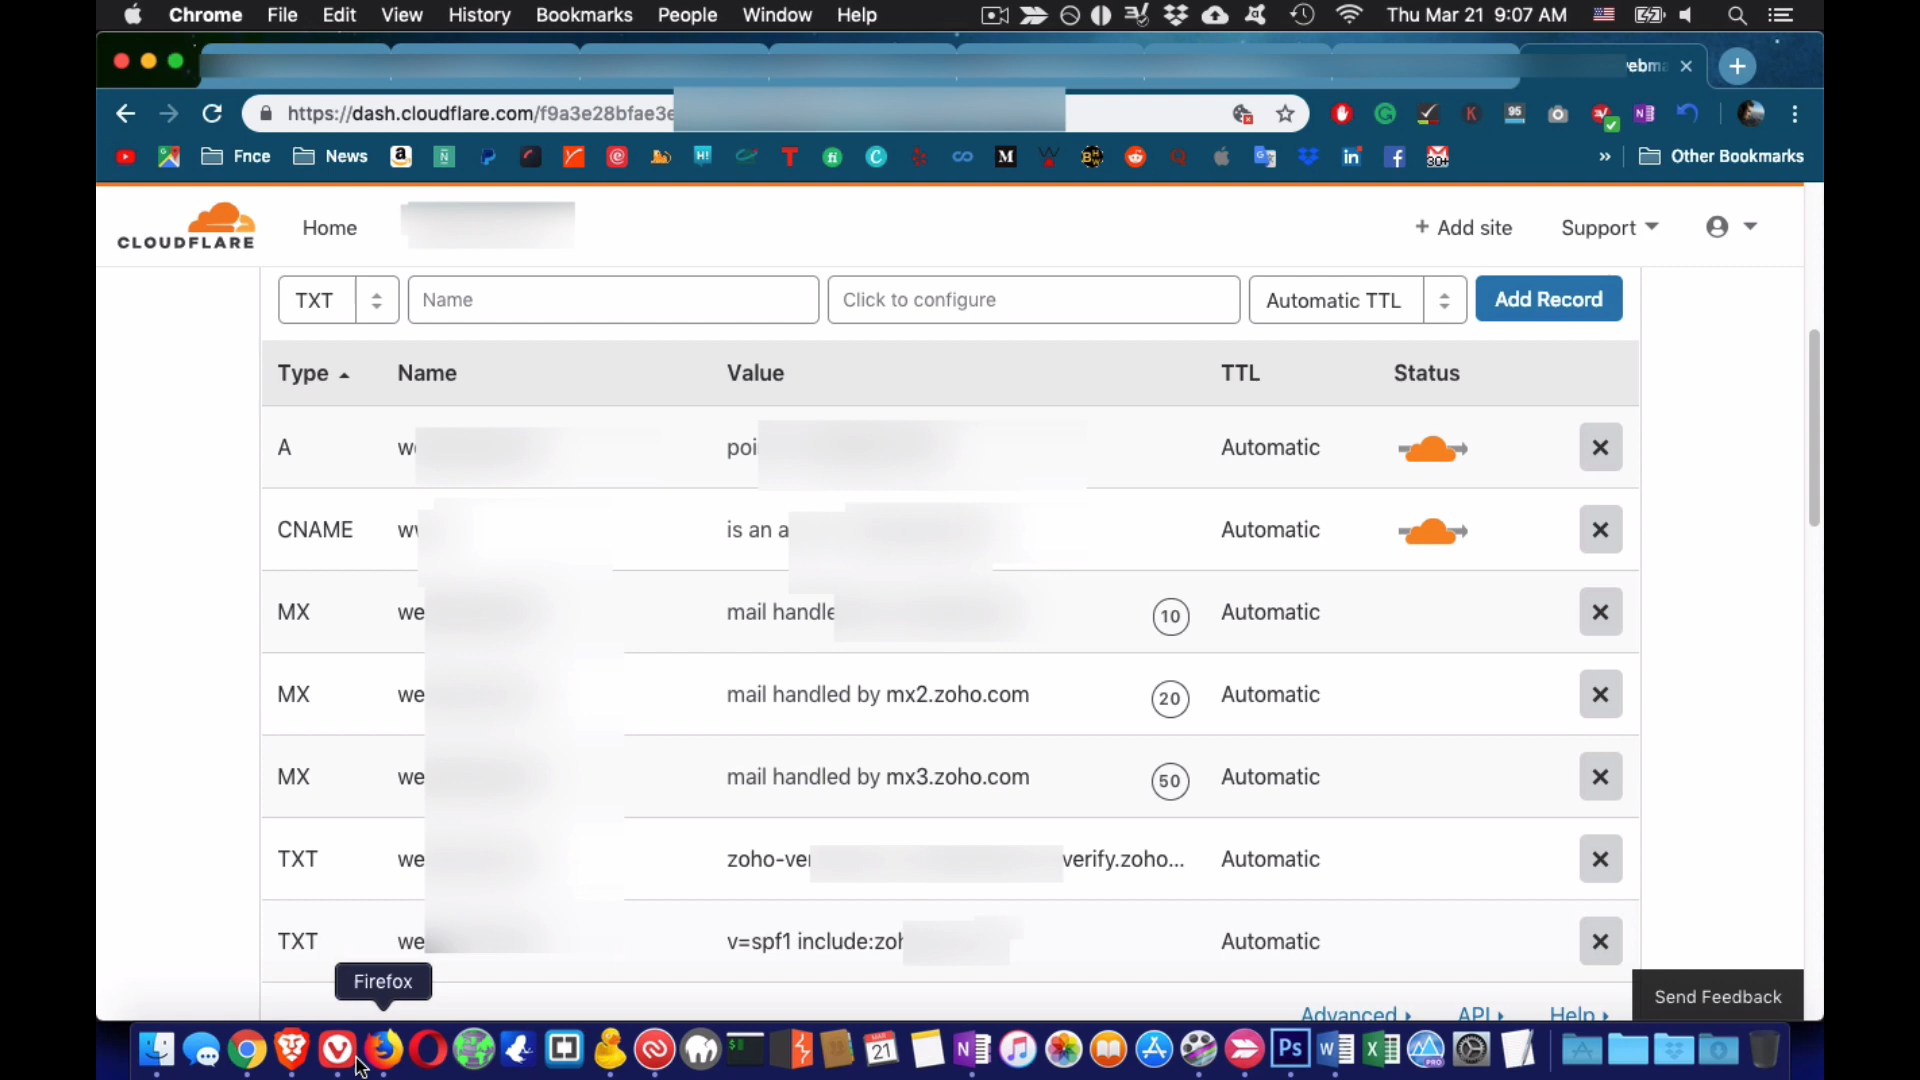 Chrome File Edit View History Bookmarks People Window Help Thu Mar 21 9:07 AM
https://dash.cloudflare.com/f9a3e28bfae3e
95
Fnce News Other Bookmarks
CLOUDFLARE Home + Add site Support
TXT Name Click to configure Automatic TTL Add Record
Type Name Value TTL Status
A Automatic
CNAME is an a Automatic
MX we mail handle 10 Automatic
MX we mail handled by mx2.zoho.com 20 Automatic
MX we mail handled by mx3.zoho.com 50 Automatic
TXT we zoho-ver verify.zoho... Automatic
TXT we v=spf1 include:zoh Automatic
Firefox
Advanced API Help
Send Feedback